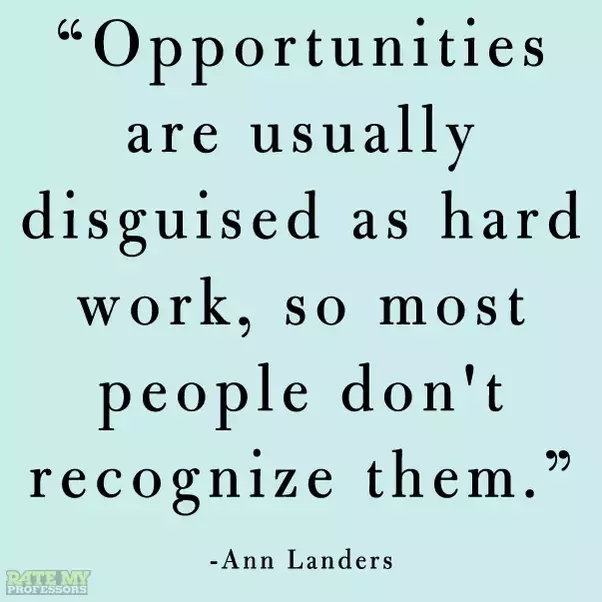 “Opportunities
are usually
disguised as hard
work, so most
people don't
recognize them.”
-Ann Landers
RATE MY
PROFESSORS